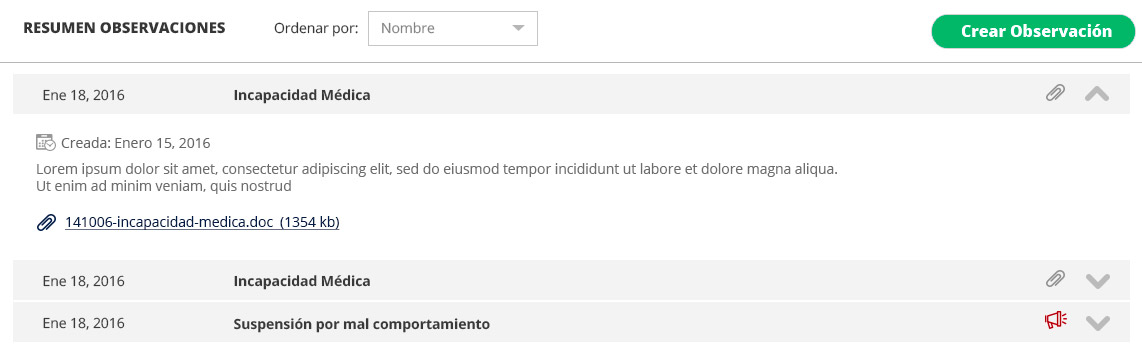 RESUMEN OBSERVACIONES
Ordenar por:
Nombre
Crear Observación
Ene 18, 2016
Incapacidad Médica
Creada: Enero 15, 2016
Lorem ipsum dolor sit amet, consectetur adipiscing elit, sed do eiusmod tempor incididunt ut labore et dolore magna aliqua.
Ut enim ad minim veniam, quis nostrud
141006-incapacidad-medica.doc (1354 kb)
Ene 18, 2016
Incapacidad Médica
Ene 18, 2016
Suspensión por mal comportamiento